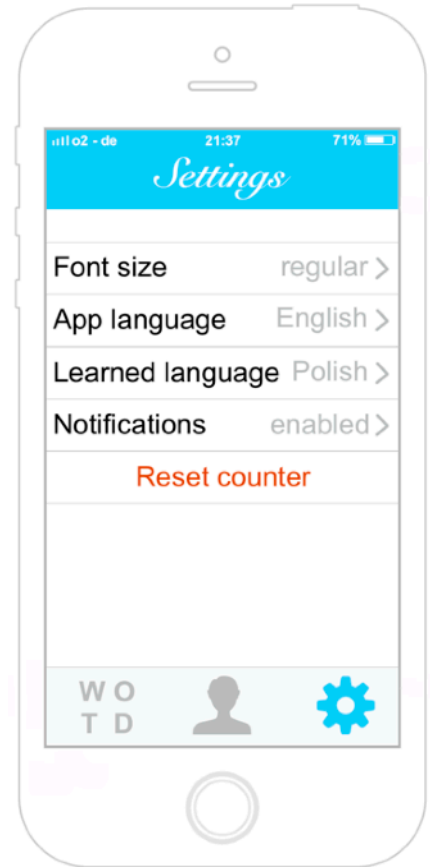 o2 - de 21:37 71%
Settings
Font size regular >
App language English >
Learned language Polish >
Notifications enabled >
Reset counter
W O
T D